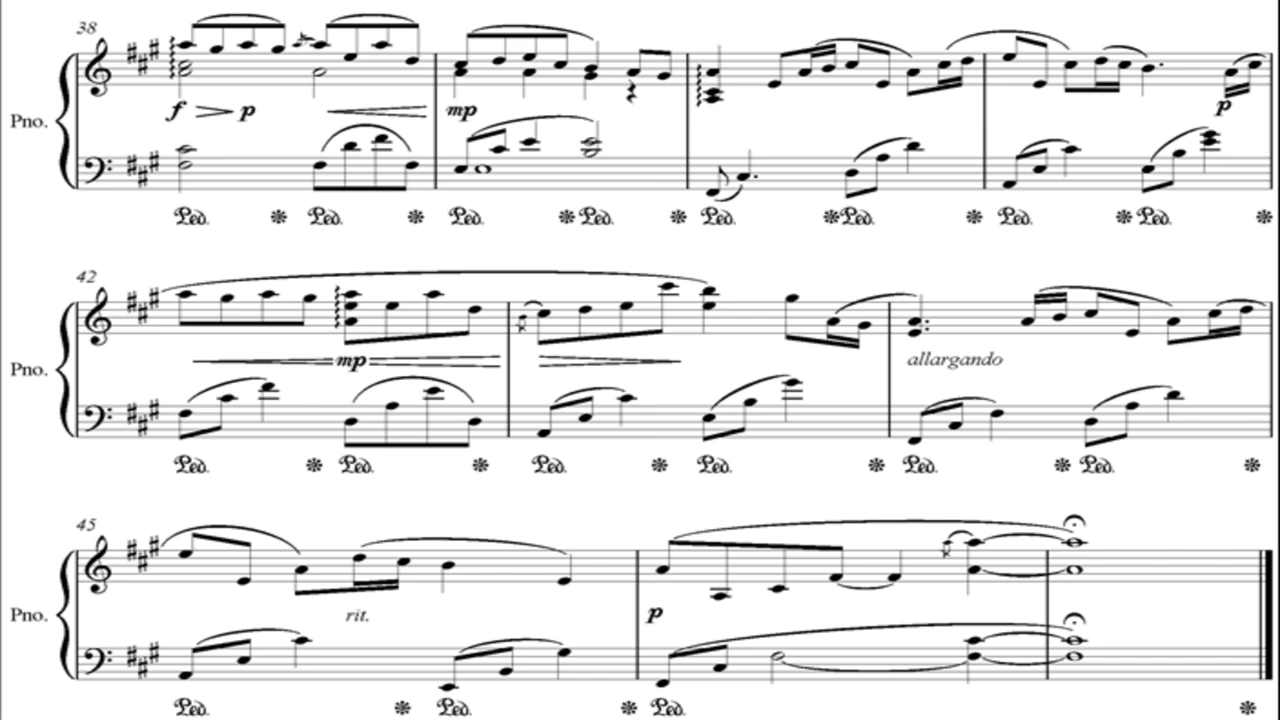 38
f p mp p
Pno.
Ped. * Ped. * Ped. * Ped. * Ped. * Ped. * Ped. * Ped. *
42
mp
allargando
Pno.
Ped. * Ped. * Ped. * Ped. * Ped. * Ped. *
45
rit. p
Pno.
Ped. * Ped. * Ped. *